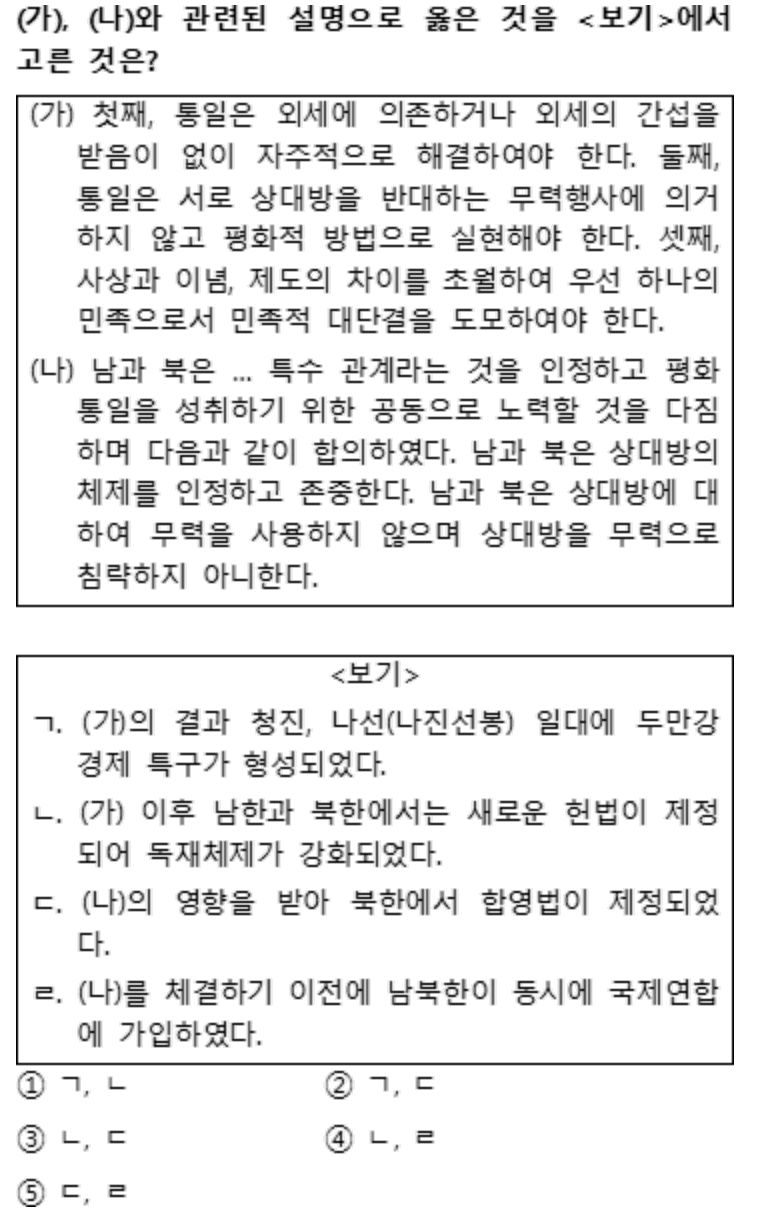 (가), (나)와 관련된 설명으로 옳은 것을 <보기>에서
고른 것은?
(가) 첫째, 통일은 외세에 의존하거나 외세의 간섭을
받음이 없이 자주적으로 해결하여야 한다. 둘째,
통일은 서로 상대방을 반대하는 무력행사에 의거
하지 않고 평화적 방법으로 실현해야 한다. 셋째,
사상과 이념, 제도의 차이를 초월하여 우선 하나의
민족으로서 민족적 대단결을 도모하여야 한다.
(나) 남과 북은 ... 특수 관계라는 것을 인정하고 평화
통일을 성취하기 위한 공동으로 노력할 것을 다짐
하며 다음과 같이 합의하였다. 남과 북은 상대방의
체제를 인정하고 존중한다. 남과 북은 상대방에 대
하여 무력을 사용하지 않으며 상대방을 무력으로
침략하지 아니한다.
<보기>
ㄱ. (가)의 결과 청진, 나선(나진선봉) 일대에 두만강
경제 특구가 형성되었다.
ㄴ. (가) 이후 남한과 북한에서는 새로운 헌법이 제정
되어 독재체제가 강화되었다.
ㄷ. (나)의 영향을 받아 북한에서 합영법이 제정되었
다.
ㄹ. (나)를 체결하기 이전에 남북한이 동시에 국제연합
에 가입하였다.
① ㄱ, ㄴ ② ㄱ, ㄷ
③ ㄴ, ㄷ ④ ㄴ, ㄹ
⑤ ㄷ, ㄹ